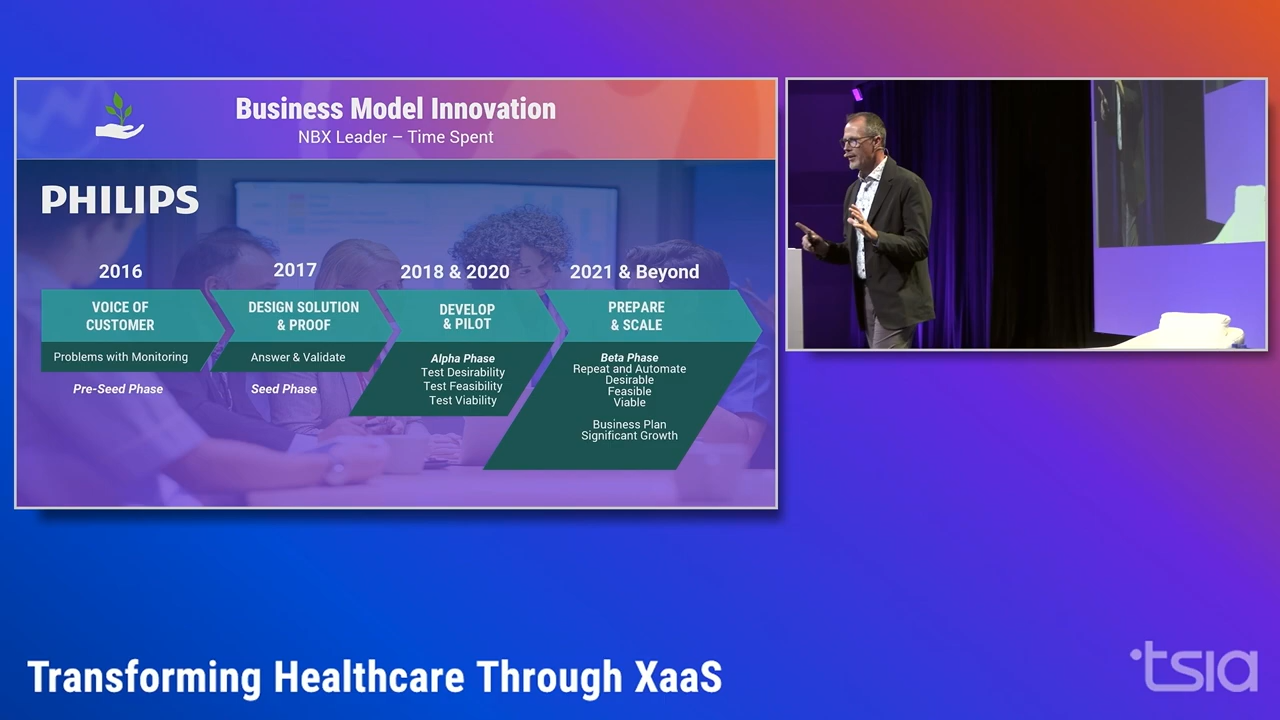 Business Model Innovation
NBX Leader – Time Spent
PHILIPS
2016
2017
2018 & 2020
2021 & Beyond
VOICE OF
CUSTOMER
DESIGN SOLUTION
& PROOF
DEVELOP
& PILOT
PREPARE
& SCALE
Problems with Monitoring
Pre-Seed Phase
Answer & Validate
Seed Phase
Alpha Phase
Test Desirability
Test Feasibility
Test Viability
Beta Phase
Repeat and Automate
Desirable
Feasible
Viable
Business Plan
Significant Growth
Transforming Healthcare Through XaaS
tsia